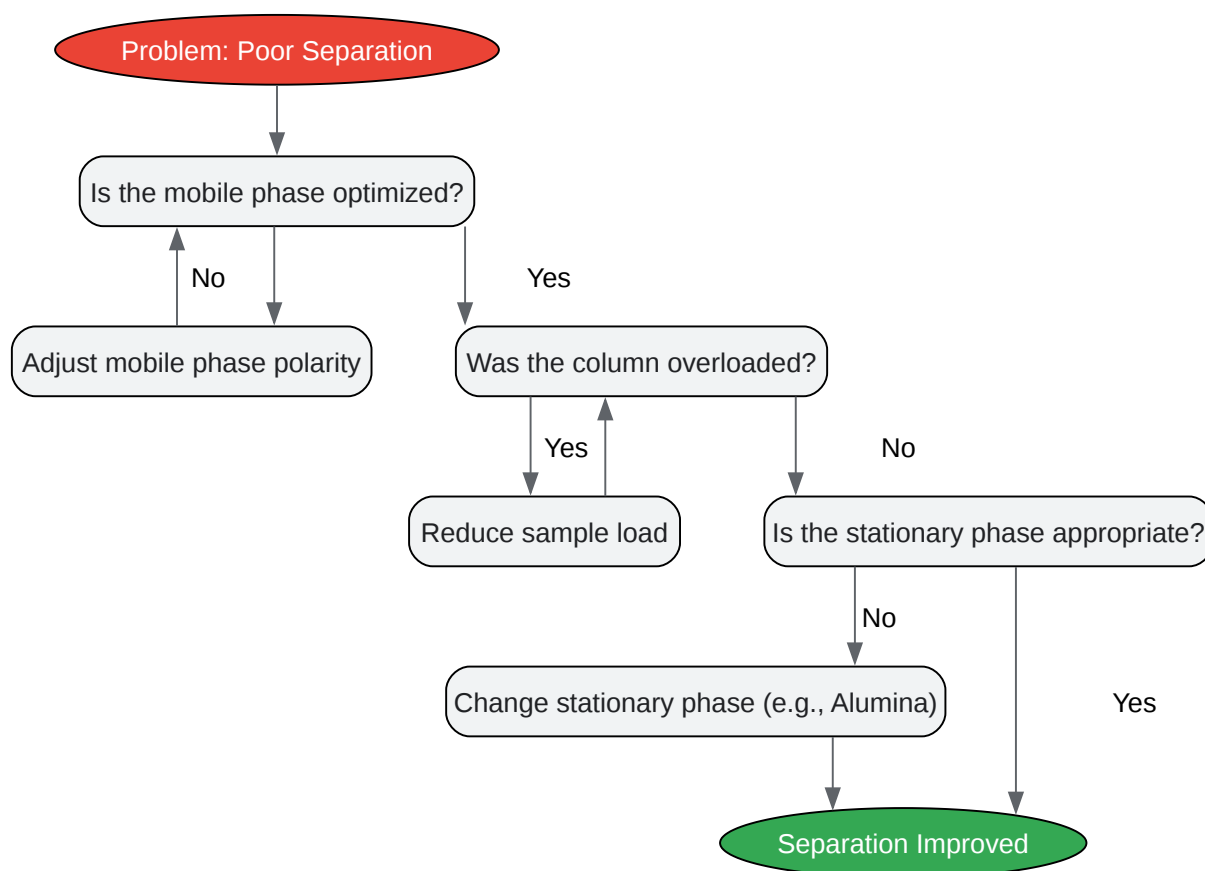 Problem: Poor Separation
Is the mobile phase optimized?
No
Yes
Adjust mobile phase polarity
Was the column overloaded?
Yes
No
Reduce sample load
Is the stationary phase appropriate?
No
Change stationary phase (e.g., Alumina)
Yes
Separation Improved